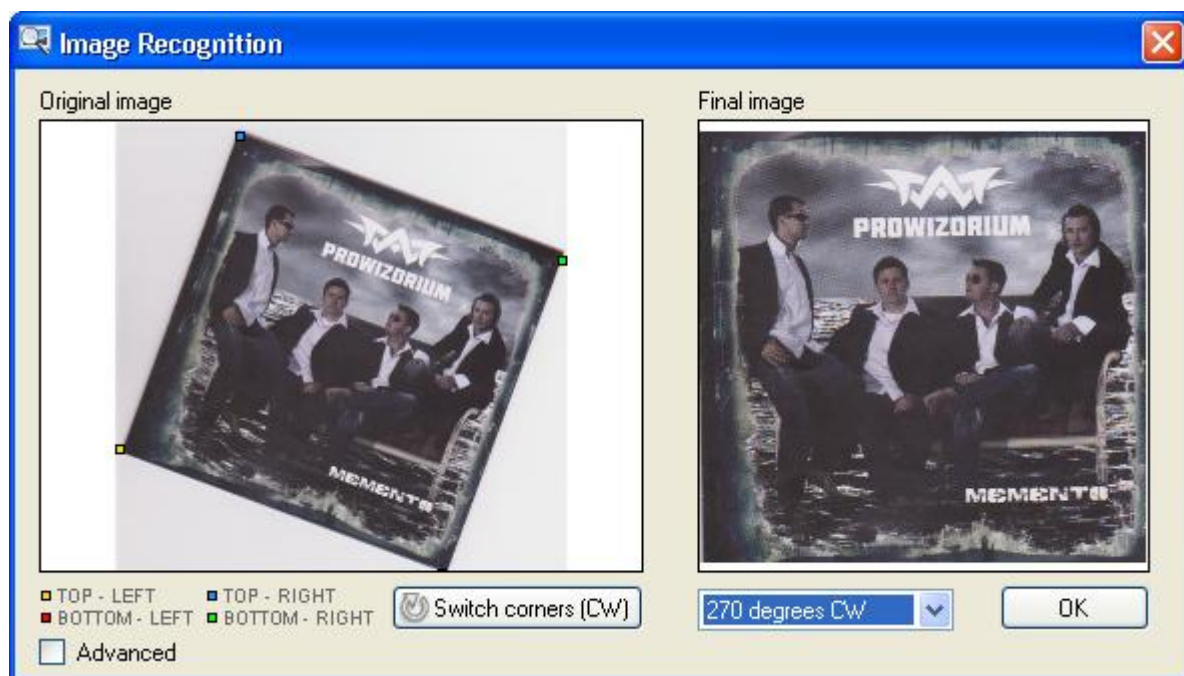 Image Recognition
Original image
Final image
PROWIZORIUM
MEMENTO
PROWIZORIUM
MEMENTO
TOP - LEFT
TOP - RIGHT
BOTTOM - LEFT
BOTTOM - RIGHT
Switch corners (CW)
270 degrees CW
OK
Advanced